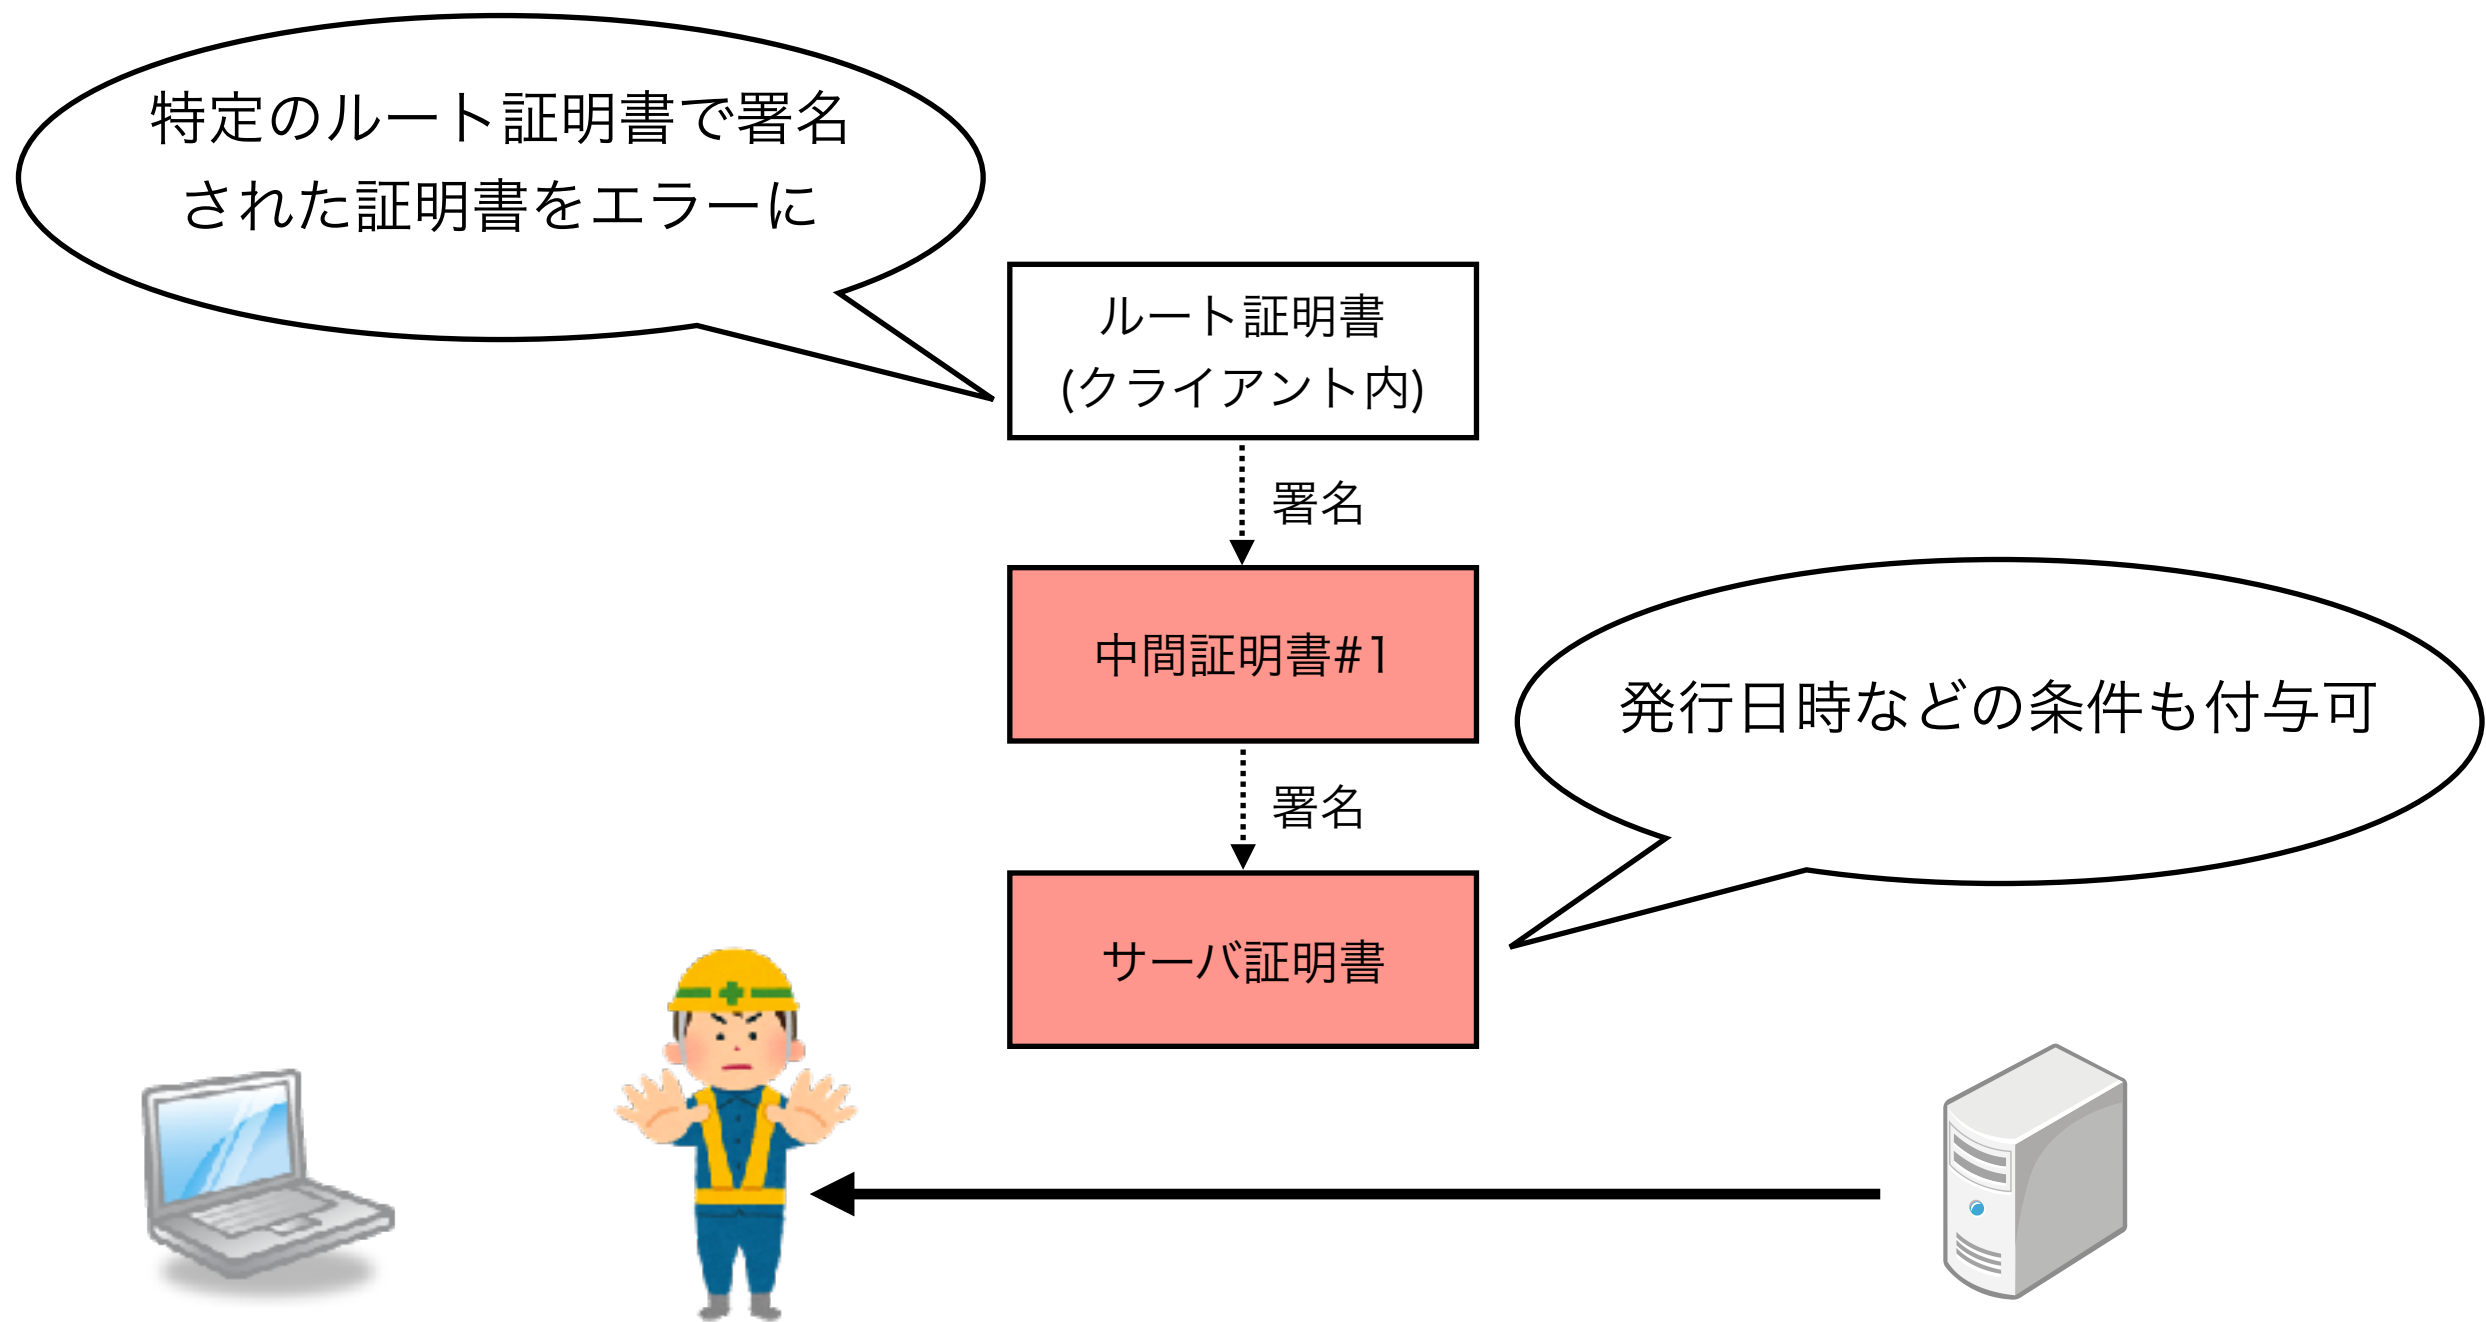 特定のルート証明書で署名
された証明書をエラーに
ルート証明書
(クライアント内)
署名
中間証明書#1
発行日時などの条件も付与可
署名
サーバ証明書